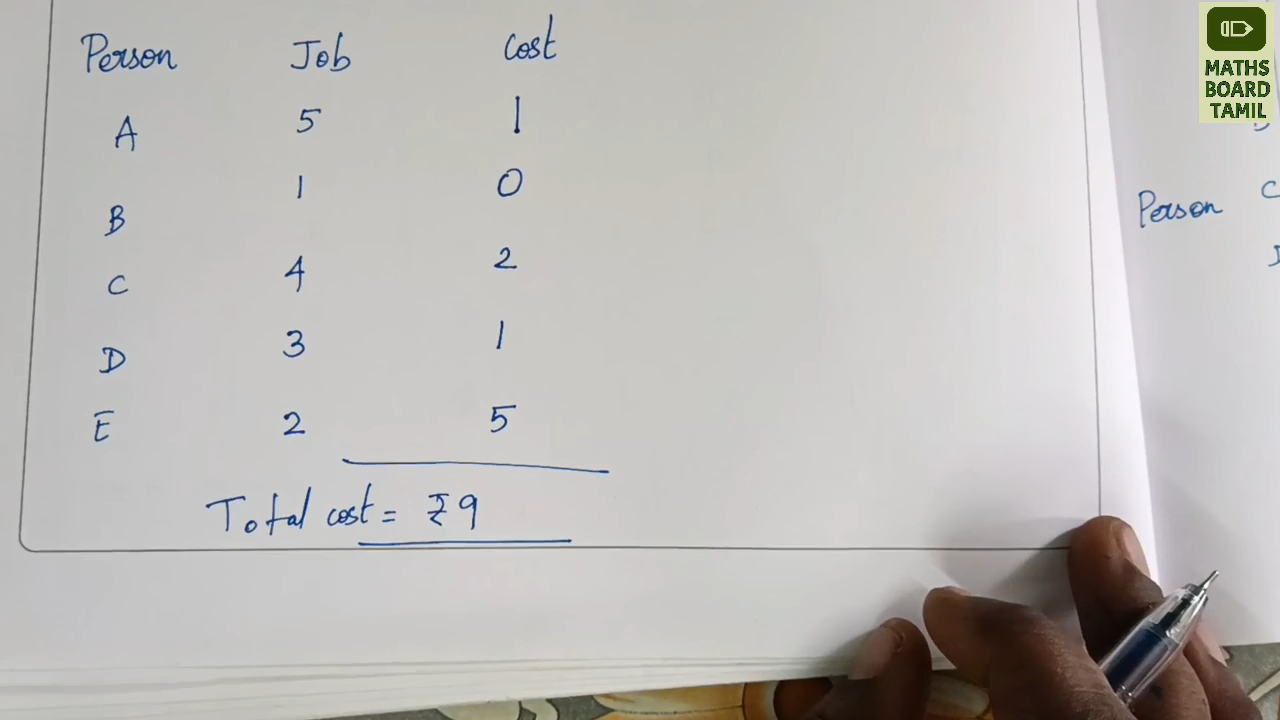 Person Job Cost
A 5 1
B 1 0
C 4 2
D 3 1
E 2 5
Total cost = ₹9
MATHS
BOARD
TAMIL
Person C